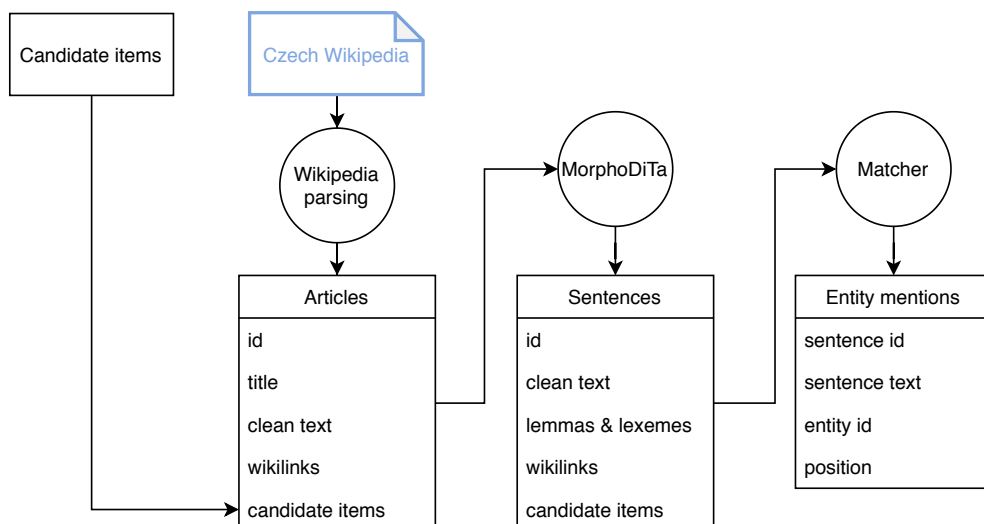 Candidate items
Czech Wikipedia
Wikipedia
parsing
MorphoDiTa
Matcher
Articles
id
title
clean text
wikilinks
candidate items
Sentences
id
clean text
lemmas & lexemes
wikilinks
candidate items
Entity mentions
sentence id
sentence text
entity id
position